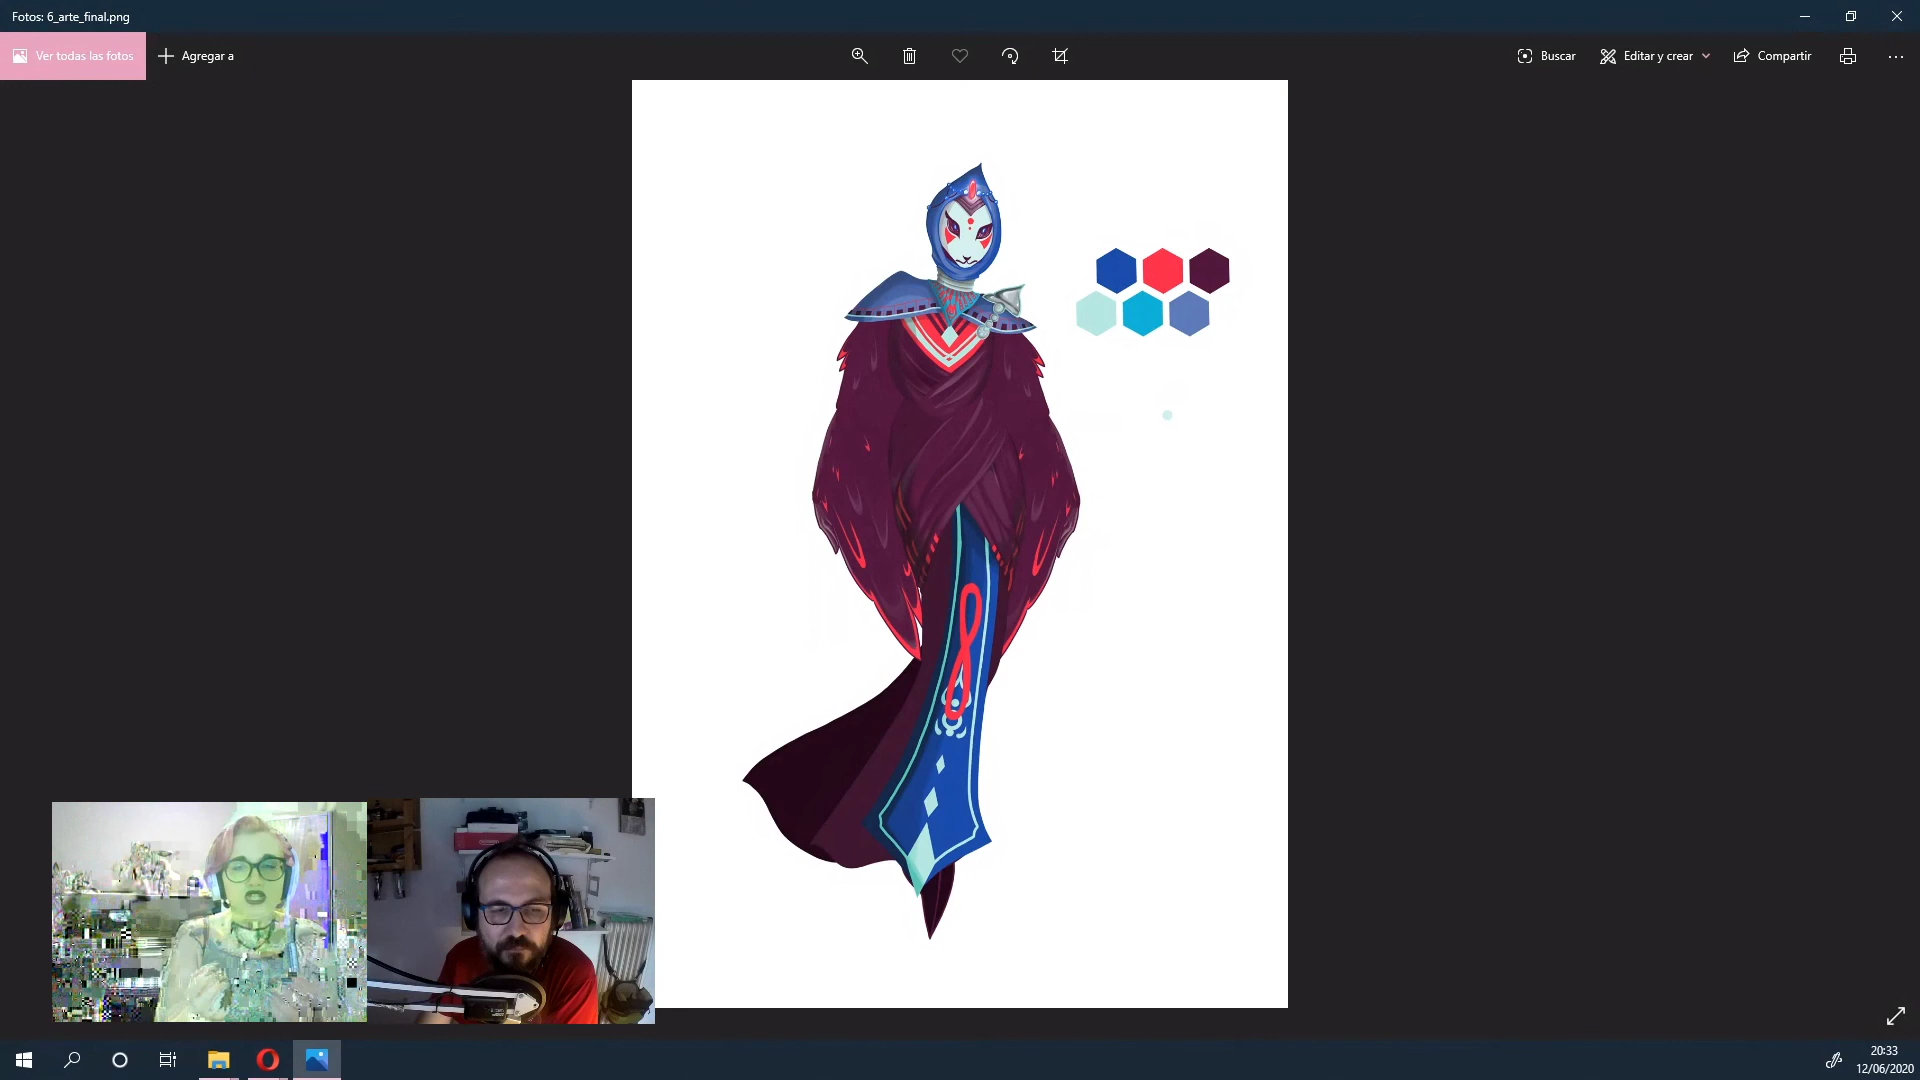 Fotos: 6_arte_final.png
Ver todas las fotos
Agregar a
Buscar
Editar y crear
Compartir
20:33
12/06/2020